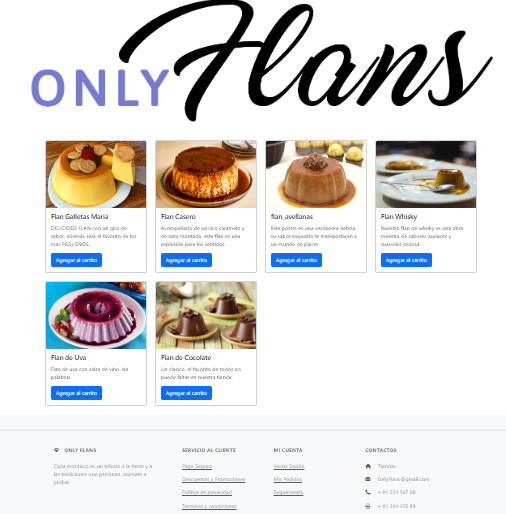 ONLY Flans
Flan Galletas Maria
DELICIOSO FLAN con un giro de
sabor, además será el favorito de los
mas PEQUEÑOS.
Agregar al carrito
Flan Casero
Acompañado de un rico caramelo y
de nata montada, este flan es una
explosión para los sentidos.
Agregar al carrito
flan_avellanas
Este postre es una verdadera delicia,
su sabor exquisito te transportarán a
un mundo de placer.
Agregar al carrito
Flan Whisky
Nuestro flan de whisky es una obra
maestra de sabores audaces y
suavidad sedosa.
Agregar al carrito
Flan de Uva
Flan de uva con salsa de vino, sin
palabras.
Agregar al carrito
Flan de Cocolate
Un clasico, el favorito de todos no
puede faltar en nuestra tienda
Agregar al carrito
ONLY FLANS
Cada mordisco es un tributo a la tierra y a
las tradiciones que perduran, animate a
probar.
SERVICIO AL CLIENTE
Pago Seguro
Descuentos y Promociones
Politica de privacidad
Terminos y condiciones
MI CUENTA
Iniciar Sesión
Mis Pedidos
Seguimiento
CONTACTOS
Tiendas
OnlyFlans@gmail.com
+ 01 234 567 88
+ 01 234 455 89